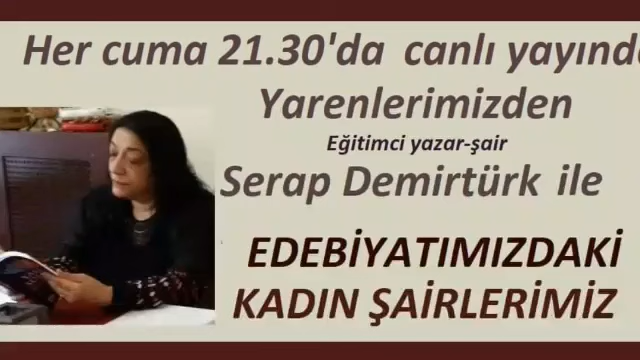 Her cuma 21.30'da canlı yayında
Yarenlerimizden
Eğitimci yazar-şair
Serap Demirtürk ile
EDEBİYATIMIZDAKİ
KADIN ŞAİRLERİMİZ